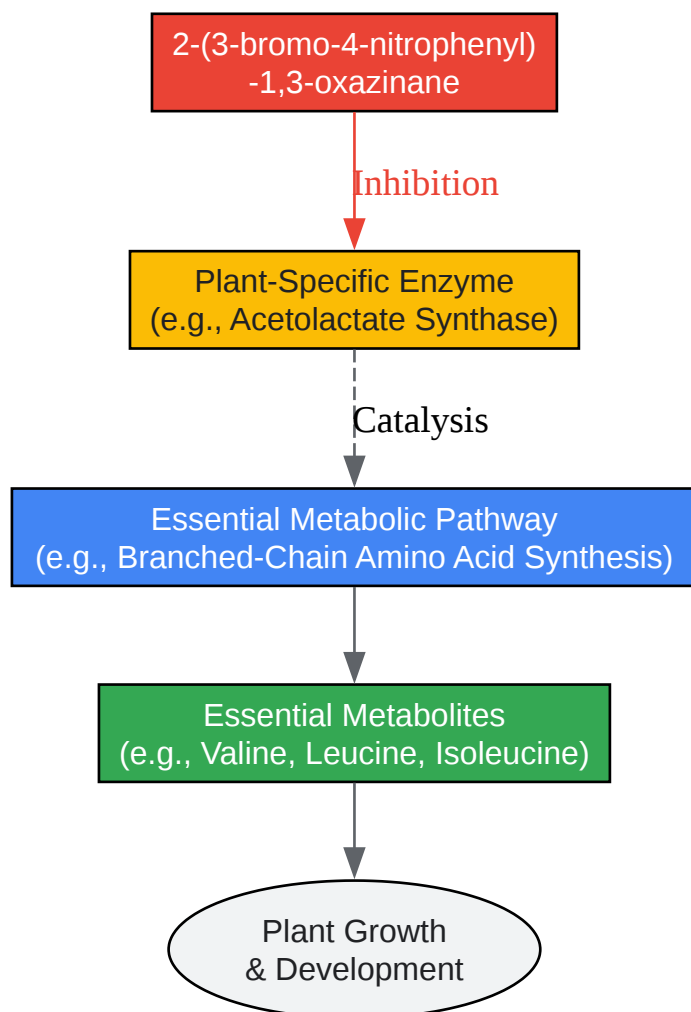 2-(3-bromo-4-nitrophenyl)
-1,3-oxazinane
Inhibition
Plant-Specific Enzyme
(e.g., Acetolactate Synthase)
Catalysis
Essential Metabolic Pathway
(e.g., Branched-Chain Amino Acid Synthesis)
Essential Metabolites
(e.g., Valine, Leucine, Isoleucine)
Plant Growth
& Development